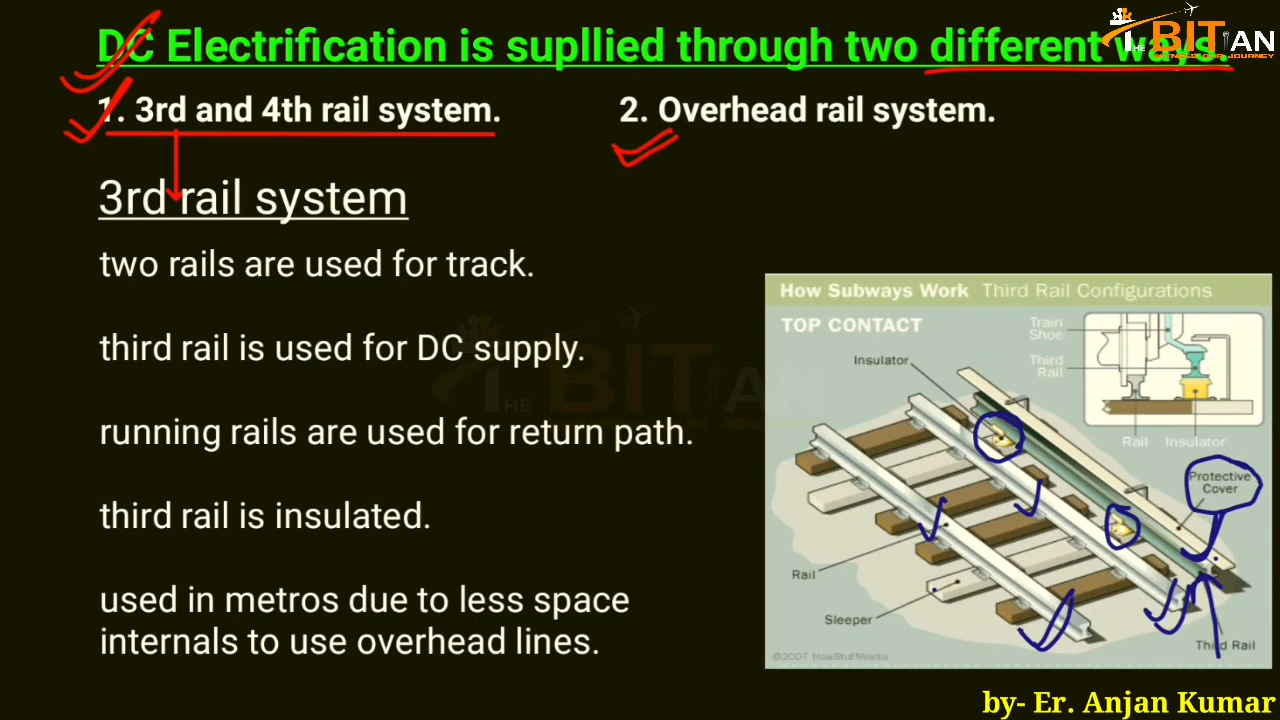 DC Electrification is supllied through two different ways.
THE BITIAN
1. 3rd and 4th rail system. 2. Overhead rail system.
3rd rail system
two rails are used for track.
third rail is used for DC supply.
running rails are used for return path.
third rail is insulated.
used in metros due to less space
internals to use overhead lines.
How Subways Work Third Rail Configurations
TOP CONTACT
Train
Shoe
Third
Rail
Rail Insulator
Insulator
Protective
Cover
Rail
Sleeper
Third Rail
©2007 HowStuffWorks
by- Er. Anjan Kumar